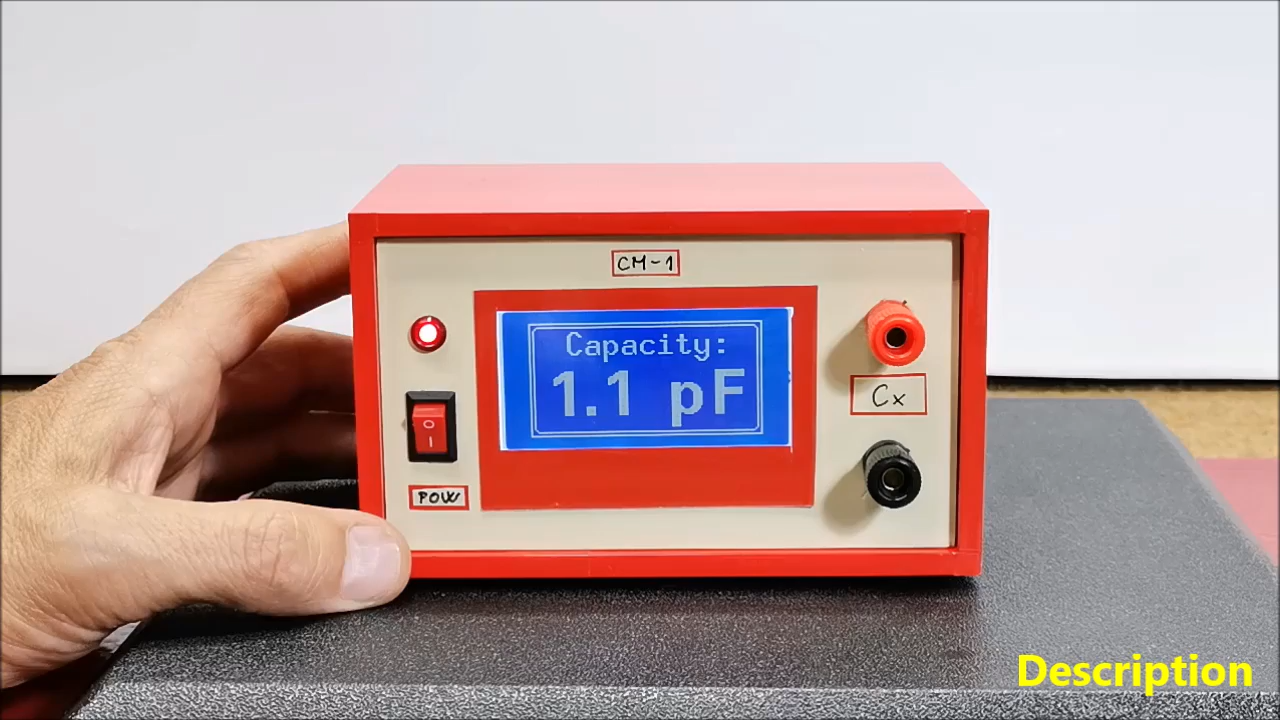 CM-1
Capacity:
1.1 pF
Cx
O
I
POW
Description